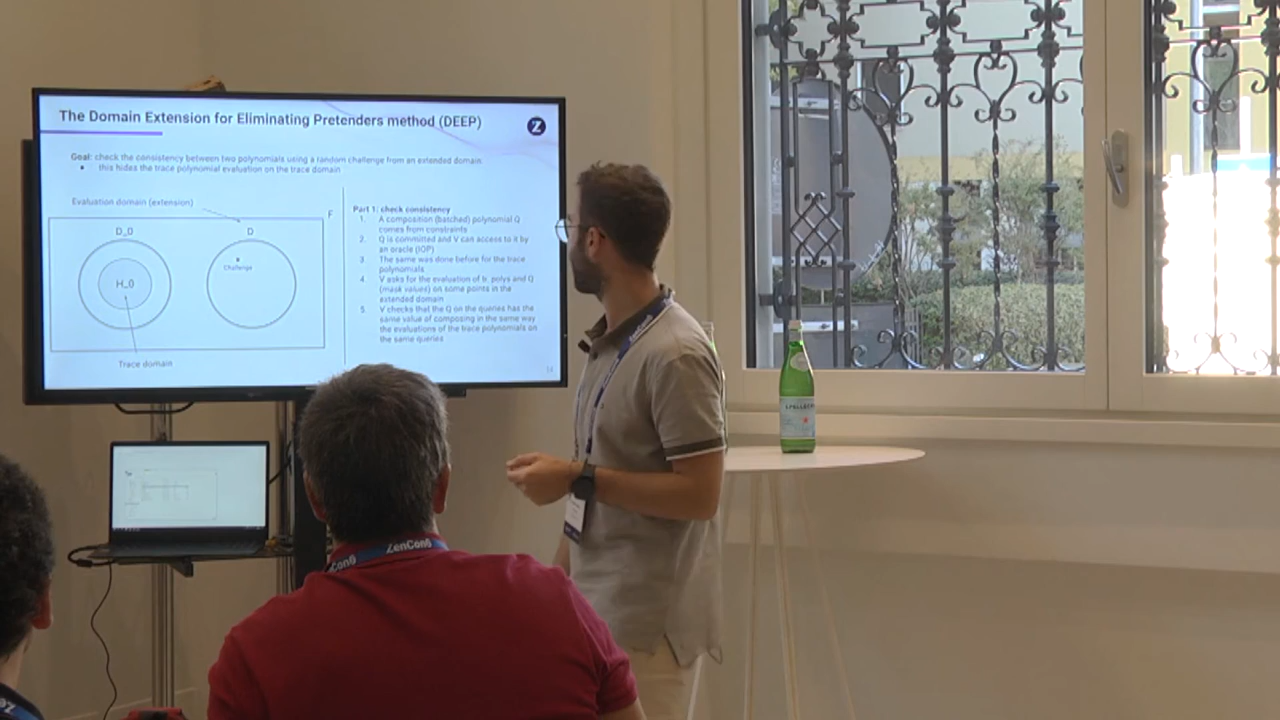 The Domain Extension for Eliminating Pretenders method (DEEP)
Z
Goal: check the consistency between two polynomials using a random challenge from an extended domain
this hides the trace polynomial evaluation on the trace domain
Evaluation domain (extension)
F
D_0
D
Challenge
H_0
Trace domain
Part 1: check consistency
1. A composition (batched) polynomial Q
comes from constraints
2. Q is committed and V can access to it by
an oracle (IOP)
3. The same was done before for the trace
polynomials
4. V asks for the evaluation of tr. polys and Q
(mask values) on some points in the
extended domain
5. V checks that the Q on the queries has the
same value of composing in the same way
the evaluations of the trace polynomials on
the same queries
14
Con6
ZenCon6